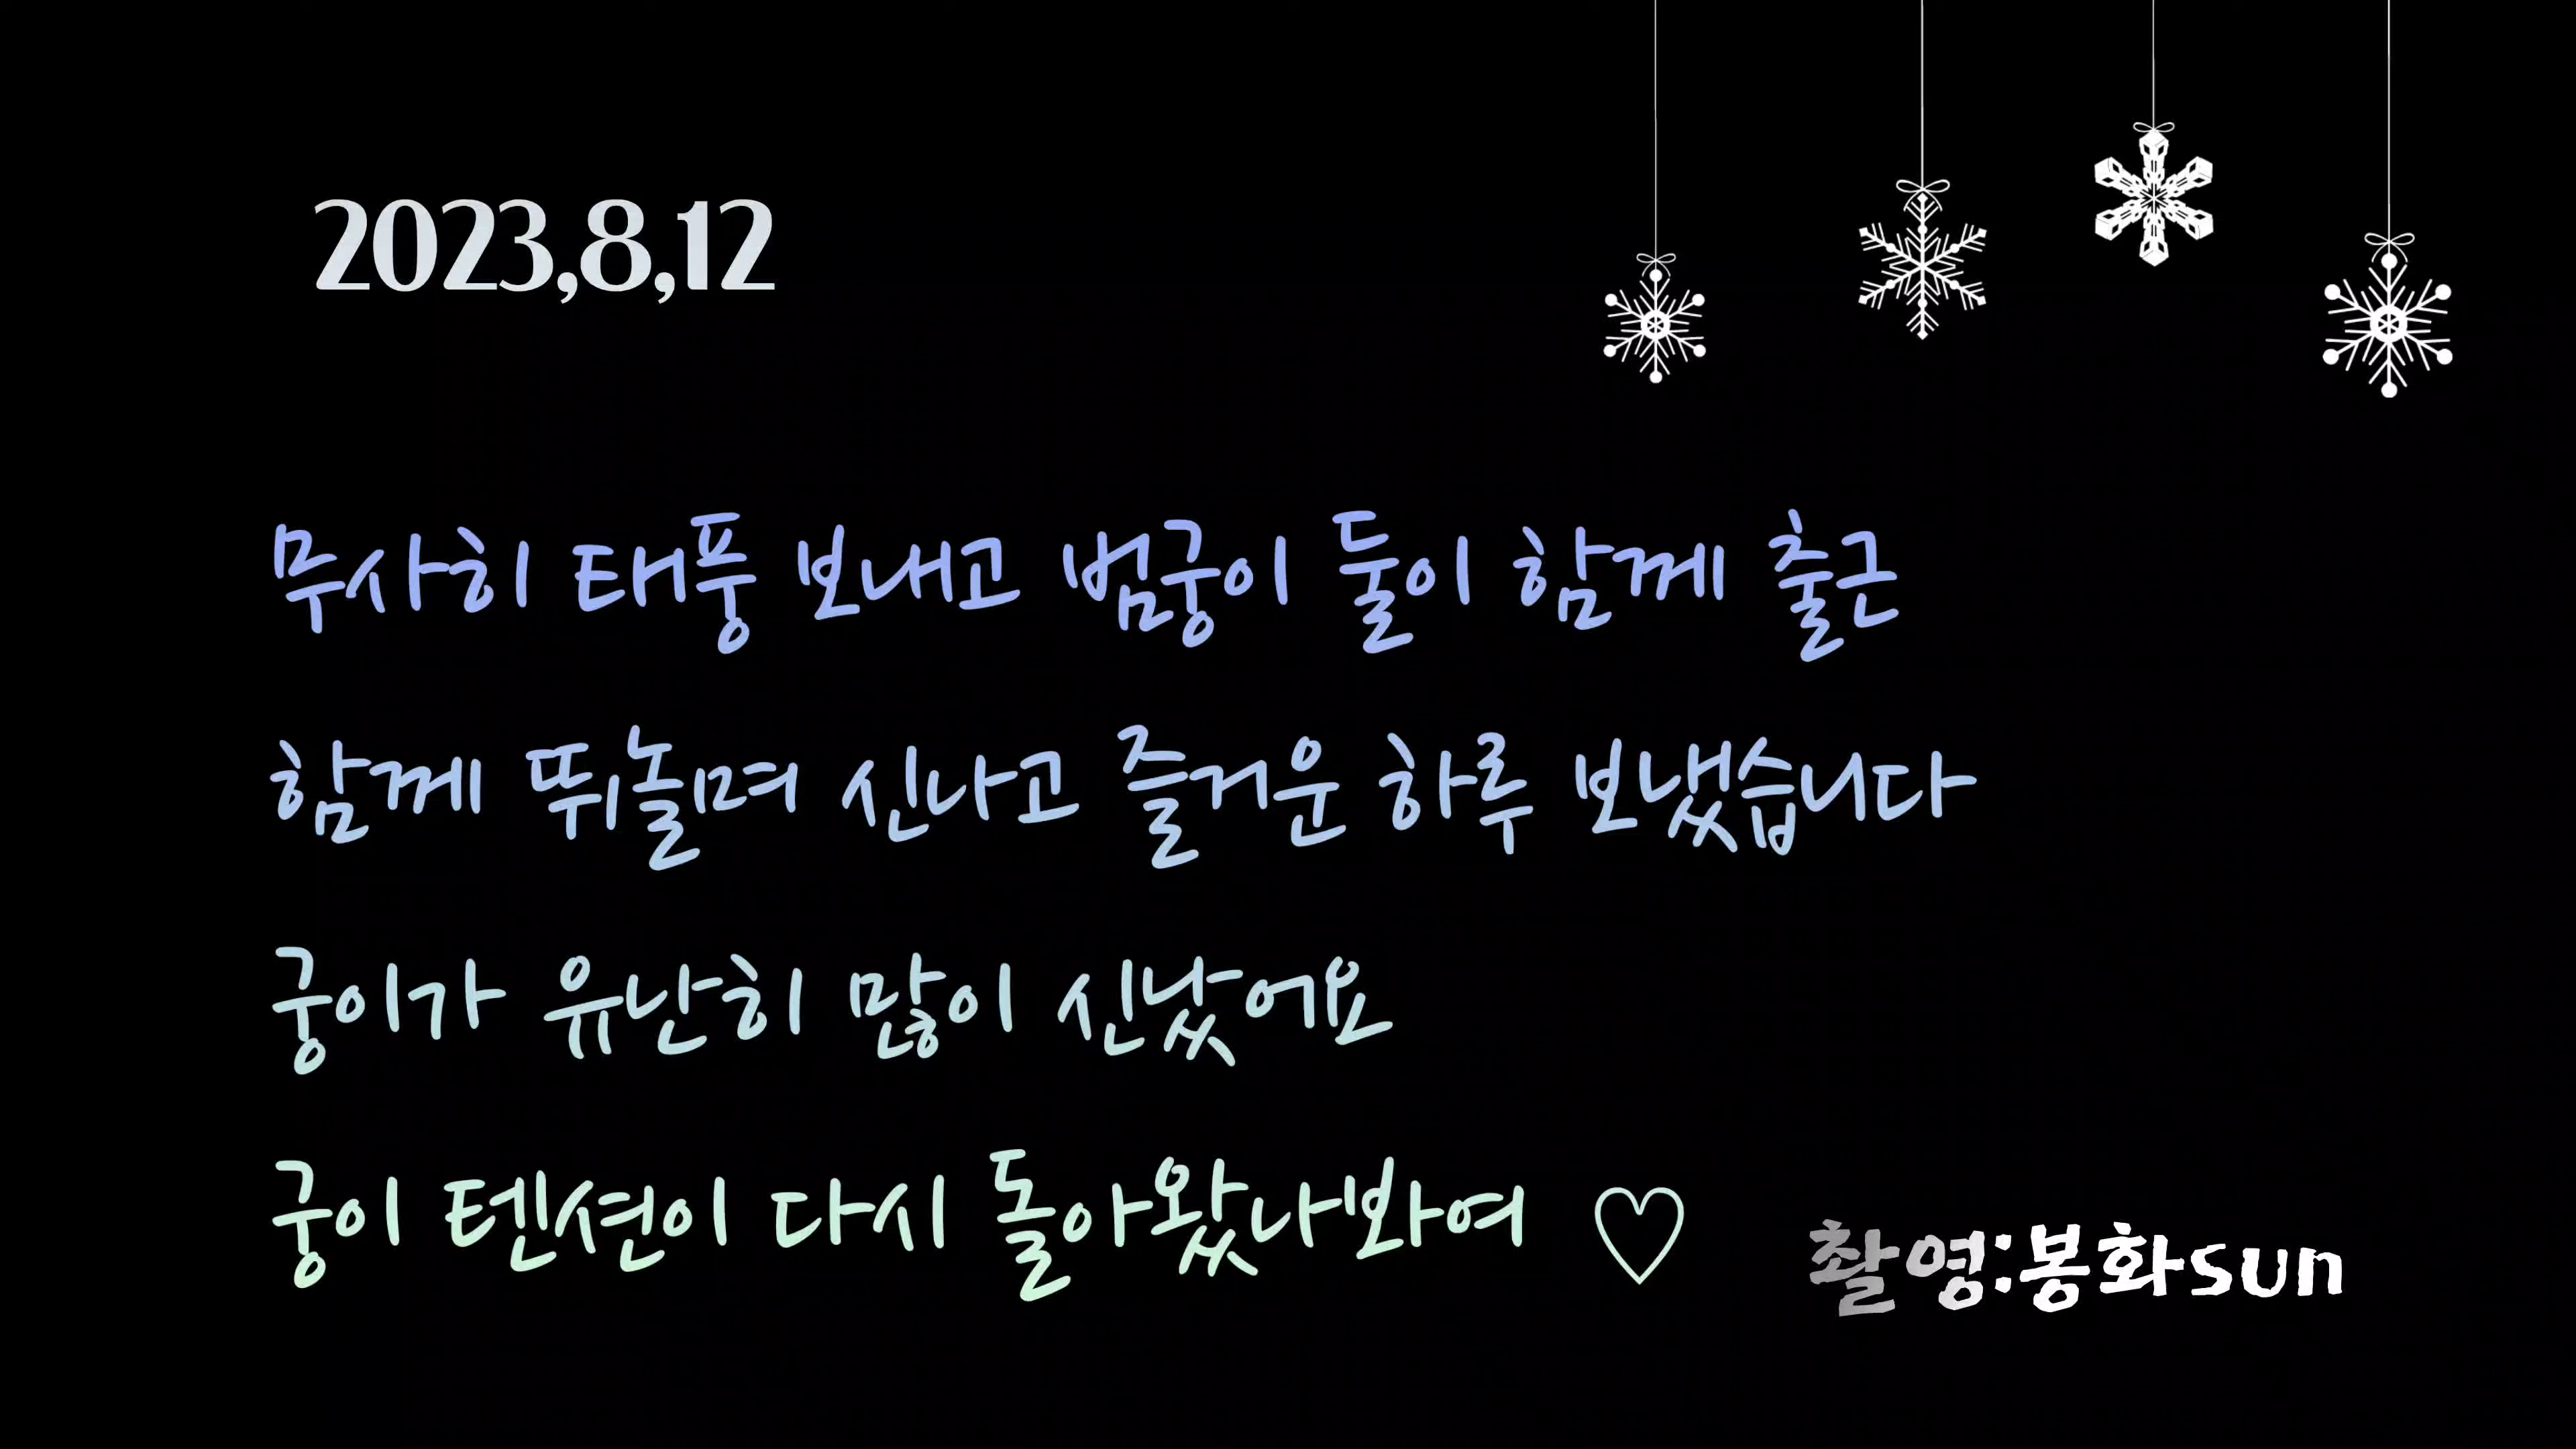 2023,8,12
무사히 태풍 보내고 범궁이 둘이 함께 출근
함께 뛰놀며 신나고 즐거운 하루 보냈습니다
궁이가 유난히 많이 신났어요
궁이 텐션이 다시 돌아왔나봐여 ♡
촬영:봉화sun